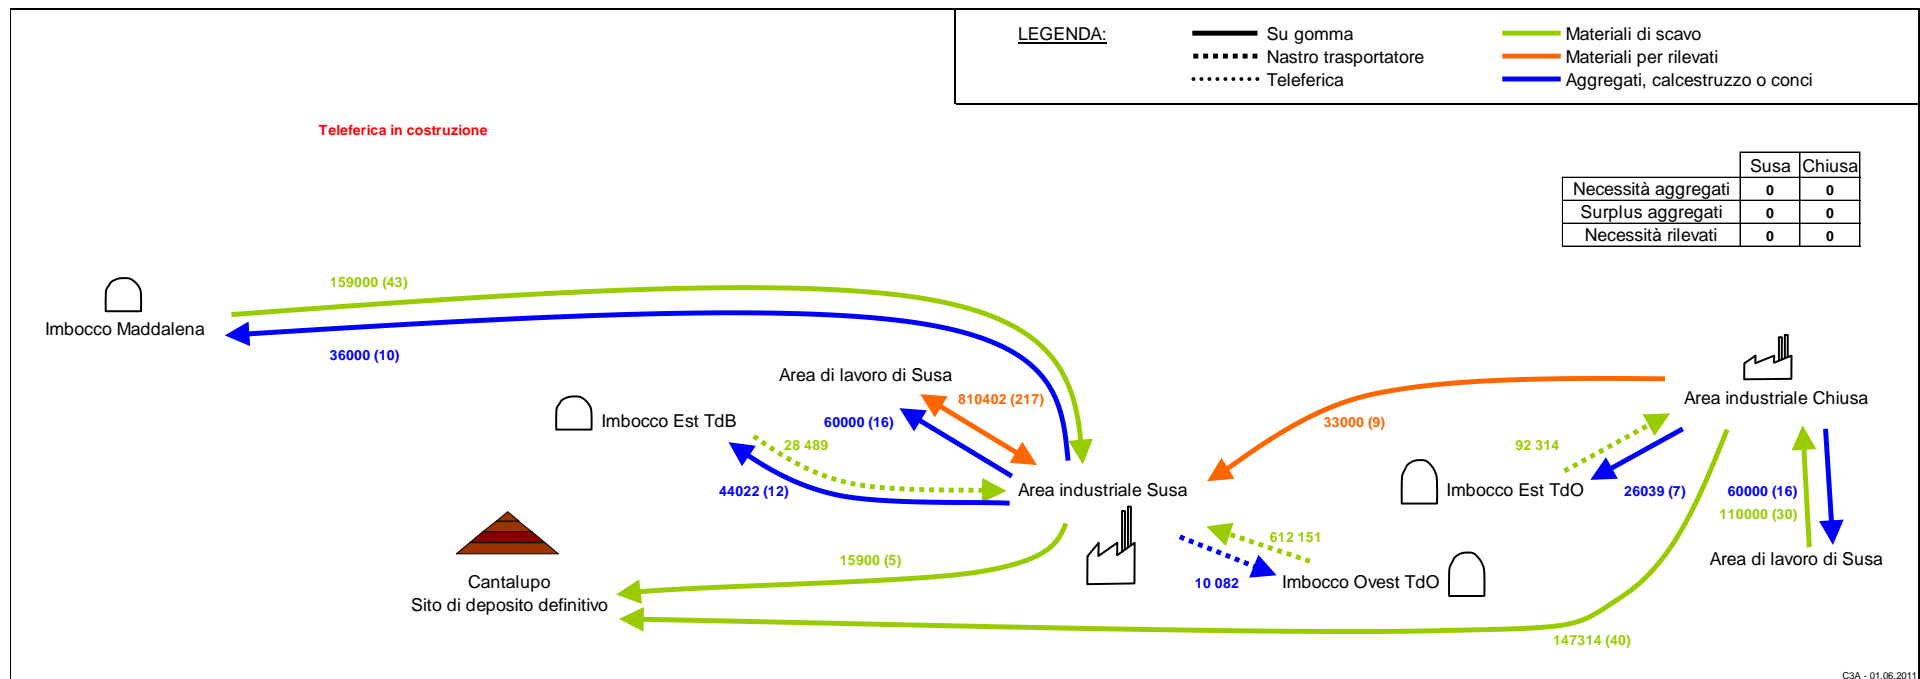 LEGENDA:
Su gomma
Nastro trasportatore
Teleferica
Materiali di scavo
Materiali per rilevati
Aggregati, calcestruzzo o conci
Teleferica in costruzione
Susa Chiusa
Necessità aggregati 0 0
Surplus aggregati 0 0
Necessità rilevati 0 0
159000 (43)
Imbocco Maddalena
36000 (10)
Area di lavoro di Susa
810402 (217)
60000 (16)
Imbocco Est TdB
28 489
44022 (12)
Area industriale Susa
33000 (9)
Area industriale Chiusa
92 314
Imbocco Est TdO
26039 (7)
60000 (16)
110000 (30)
Area di lavoro di Susa
612 151
10 082
Imbocco Ovest TdO
15900 (5)
Cantalupo
Sito di deposito definitivo
147314 (40)
C3A - 01.06.2011